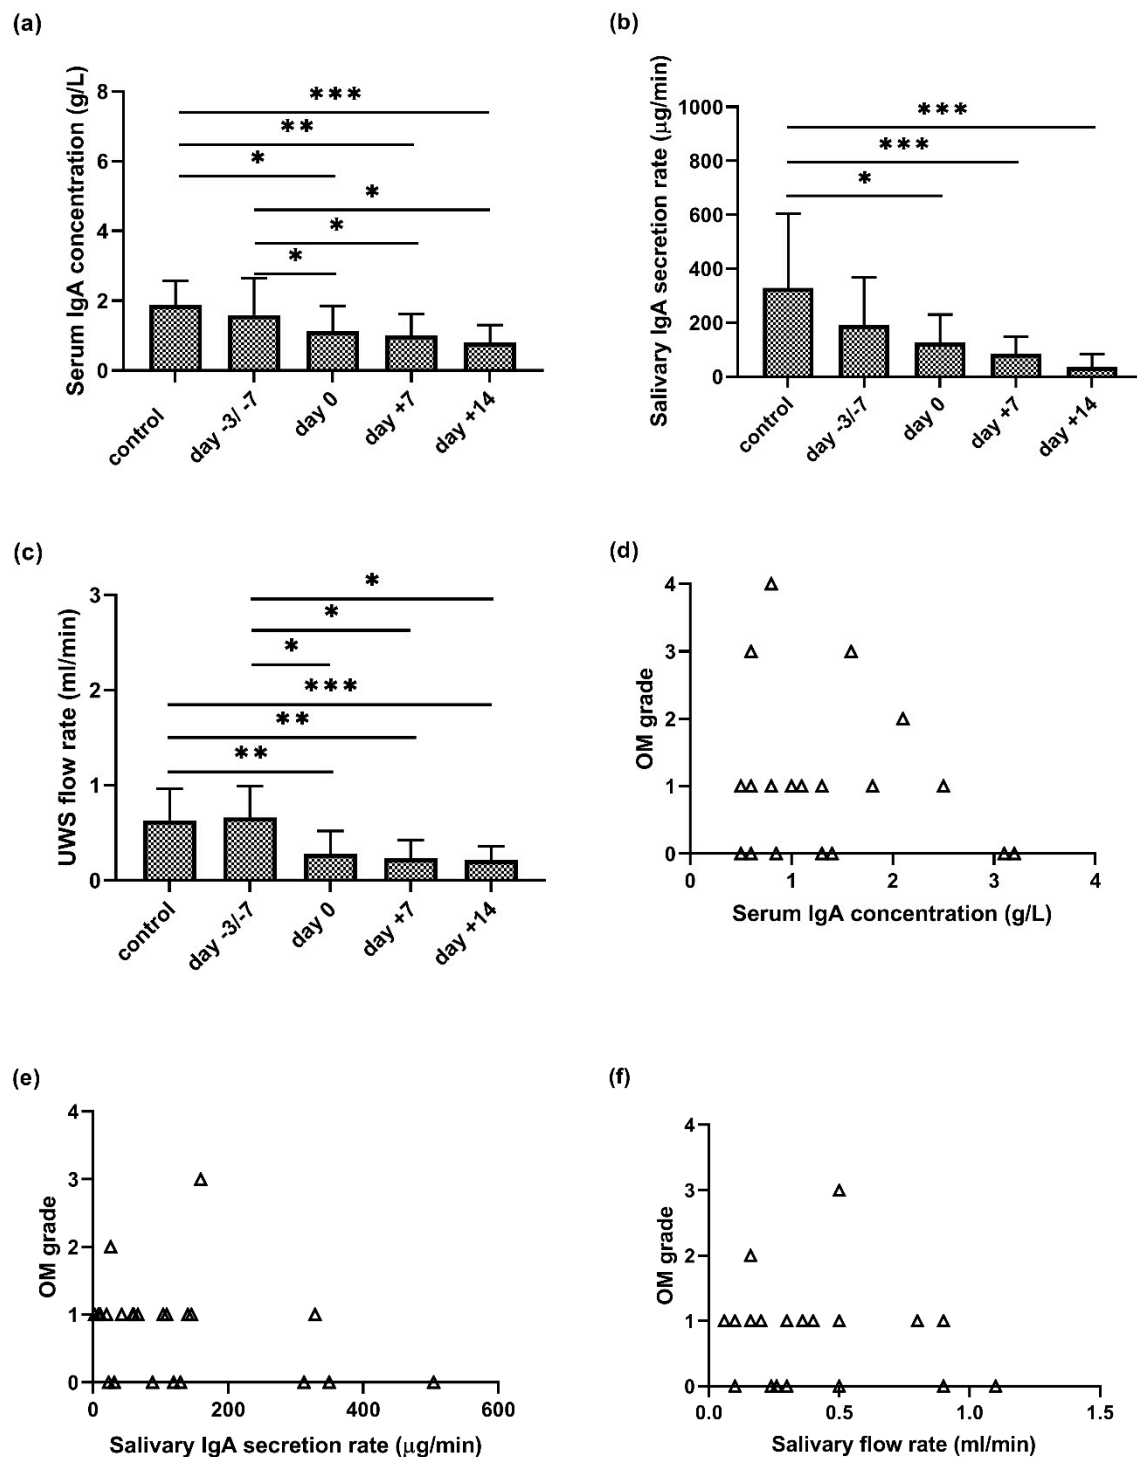 (a)
Serum IgA concentration (g/L)
8
6
4
2
0
***
**
*
*
*
*
control
day -3/-7
day 0
day +7
day +14
(b)
Salivary IgA secretion rate (μg/min)
1000
800
600
400
200
0
***
***
*
control
day -3/-7
day 0
day +7
day +14
(c)
UWS flow rate (ml/min)
3
2
1
0
*
*
*
***
**
**
control
day -3/-7
day 0
day +7
day +14
(d)
OM grade
4
3
2
1
0
0
1
2
3
4
Serum IgA concentration (g/L)
(e)
OM grade
4
3
2
1
0
0
200
400
600
Salivary IgA secretion rate (μg/min)
(f)
OM grade
4
3
2
1
0
0.0
0.5
1.0
1.5
Salivary flow rate (ml/min)